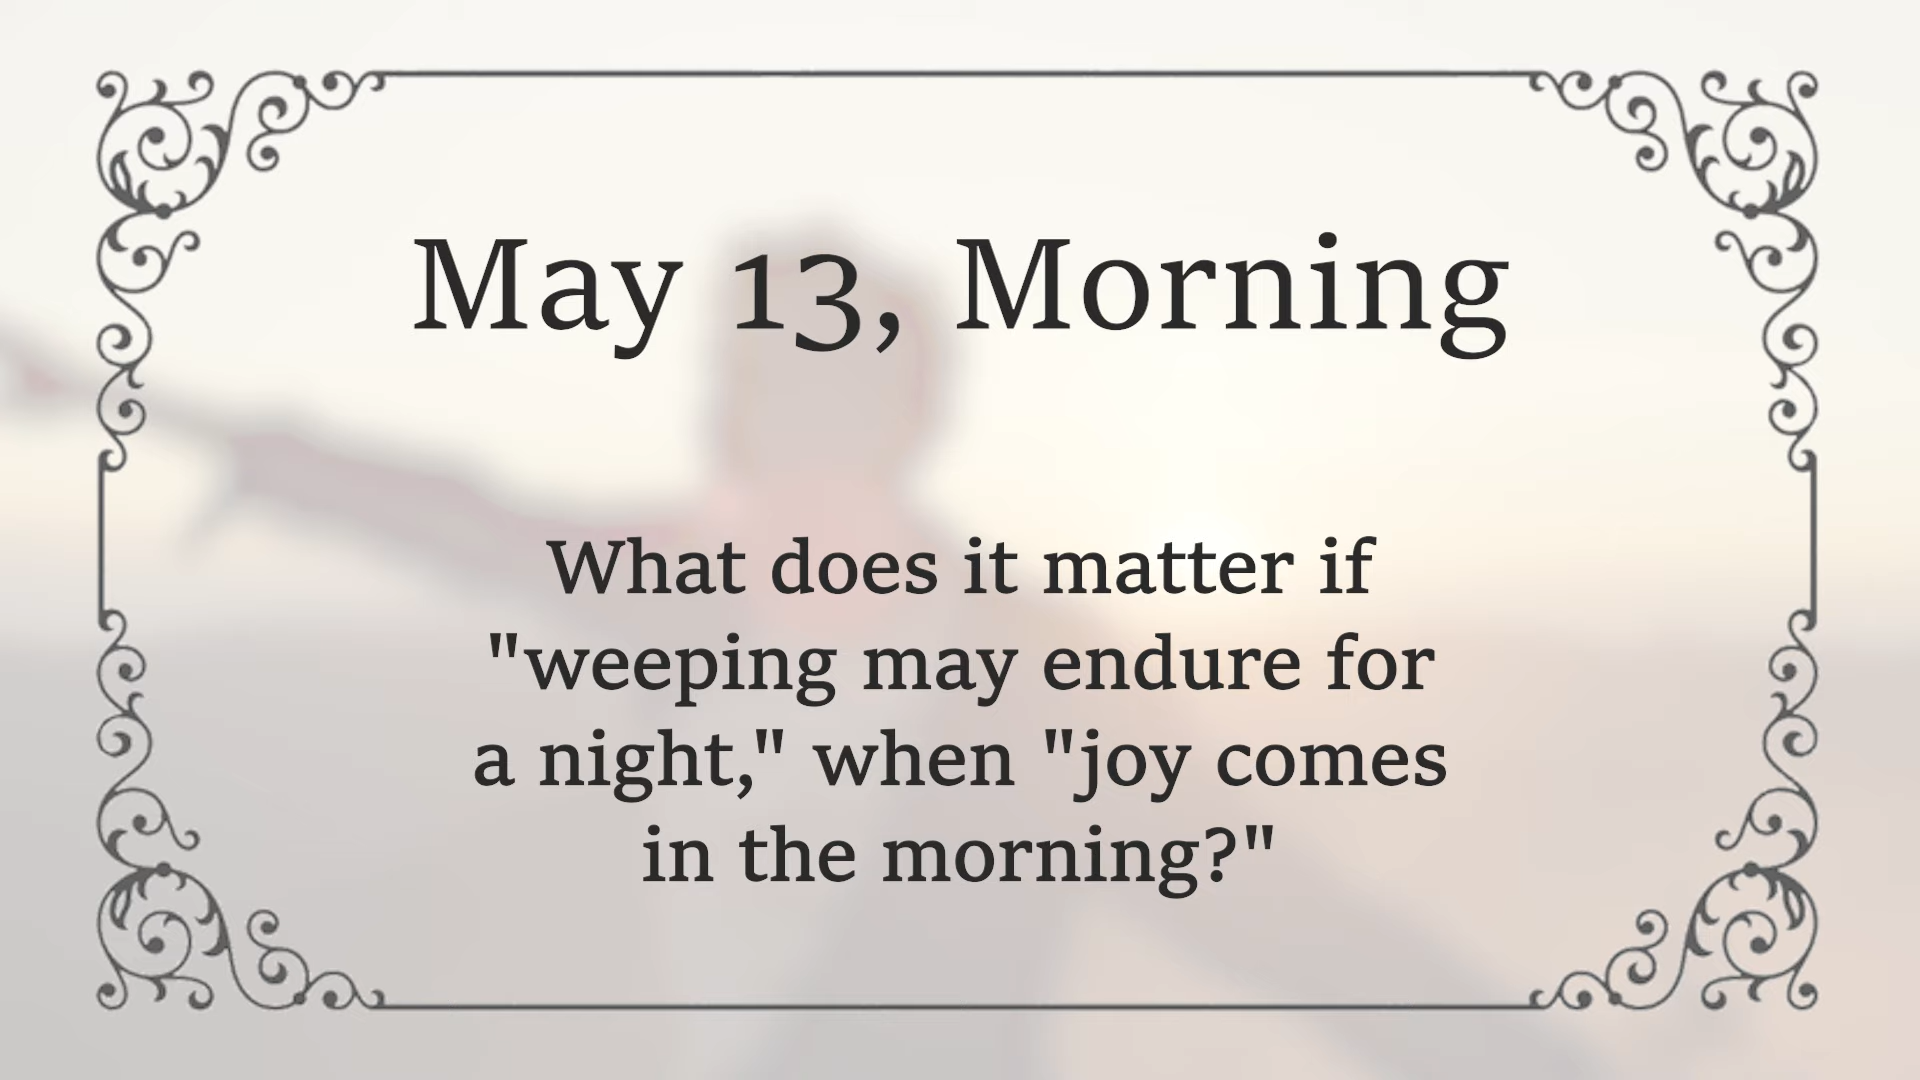 May 13, Morning
What does it matter if
"weeping may endure for
a night," when "joy comes
in the morning?"